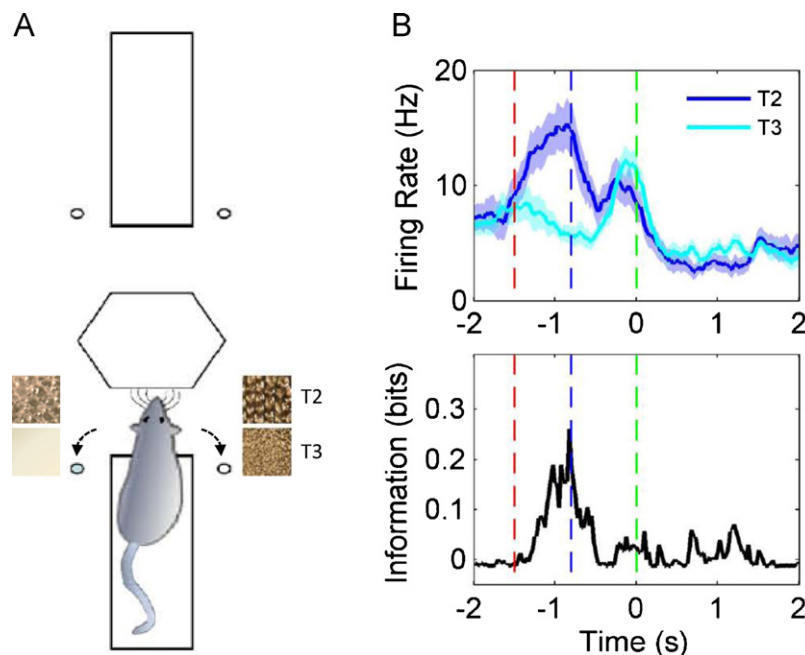 A
T2
T3
B
20
10
0
Firing Rate (Hz)
T2
T3
-2 -1 0 1 2
0.3
0.2
0.1
0
Information (bits)
-2 -1 0 1 2
Time (s)